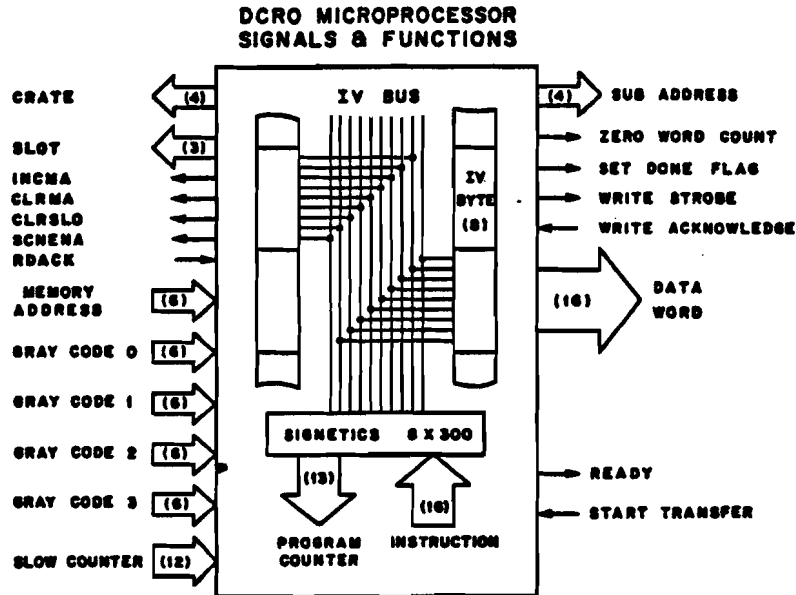 DCRO MICROPROCESSOR
SIGNALS & FUNCTIONS
CRATE
(4)
SLOT
(3)
INCMA
CLRMA
CLRSLO
SCNENA
RDACK
MEMORY
ADDRESS
(6)
GRAY CODE 0
(6)
GRAY CODE 1
(6)
GRAY CODE 2
(6)
GRAY CODE 3
(6)
SLOW COUNTER
(12)
IV BUS
IV
BYTE
(8)
SIGNETICS 8X300
(13)
(16)
PROGRAM
COUNTER
INSTRUCTION
(4)
SUB ADDRESS
ZERO WORD COUNT
SET DONE FLAG
WRITE STROBE
WRITE ACKNOWLEDGE
(16)
DATA
WORD
READY
START TRANSFER